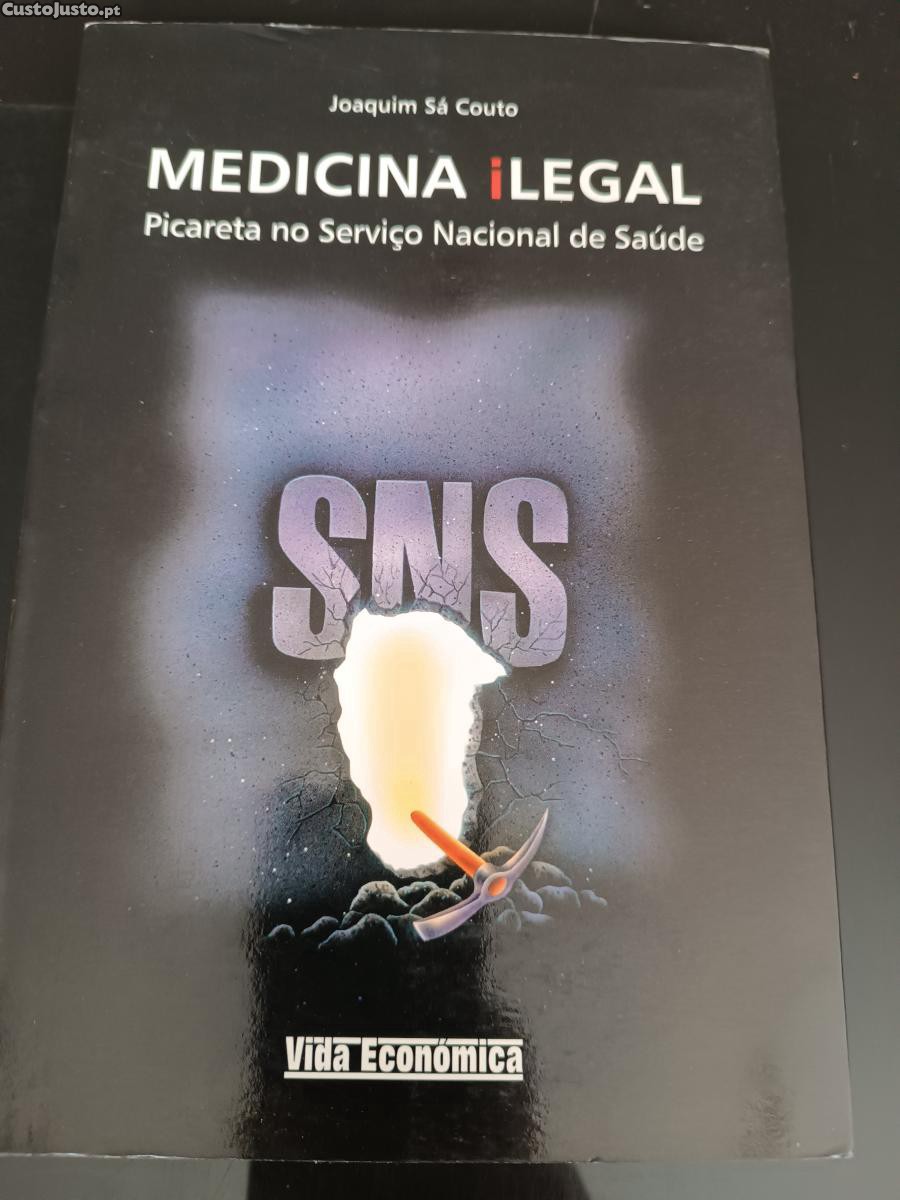 CustoJusto.pt
Joaquim Sá Couto
MEDICINA iLEGAL
Picareta no Serviço Nacional de Saúde
SNS
Vida Económica